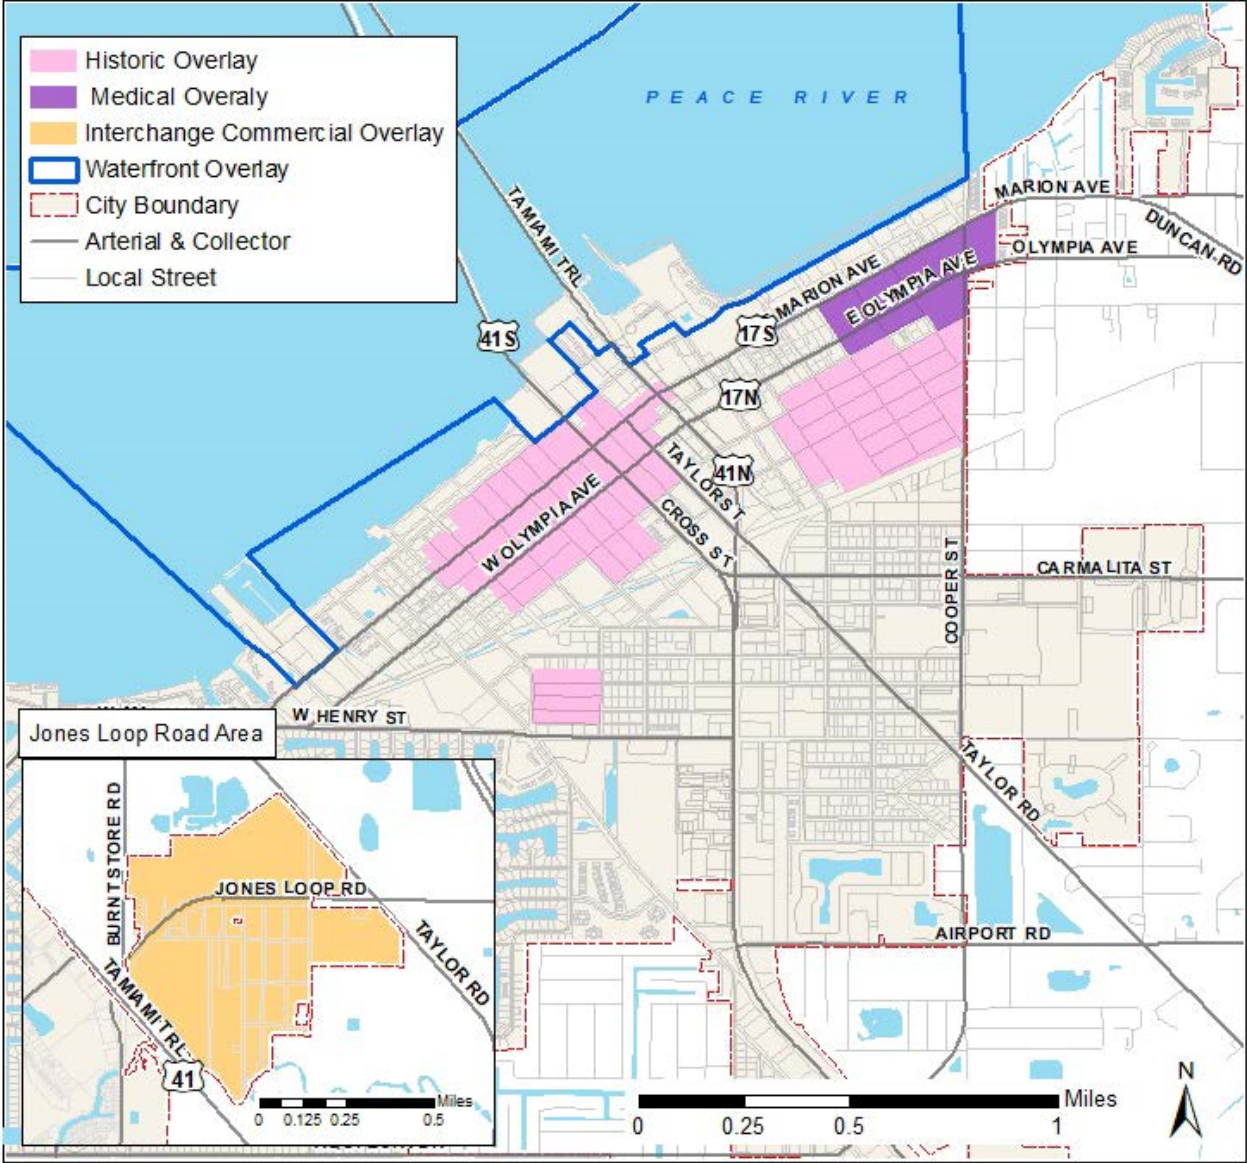 Historic Overlay
Medical Overaly
Interchange Commercial Overlay
Waterfront Overlay
City Boundary
Arterial & Collector
Local Street
PEACE RIVER
TAMIAMI TRL
MARION AVE
DUNCAN RD
OLYMPIA AVE
MARION AVE
E OLYMPIA AVE
41S
17S
17N
41N
TAYLOR ST
W OLYMPIA AVE
CROSS ST
COOPER ST
CARMALITA ST
W HENRY ST
TAYLOR RD
AIRPORT RD
Jones Loop Road Area
BURNT STORE RD
JONES LOOP RD
TAYLOR RD
TAMIAMI TRL
41
Miles
0 0.125 0.25 0.5
Miles
0 0.25 0.5 1
N